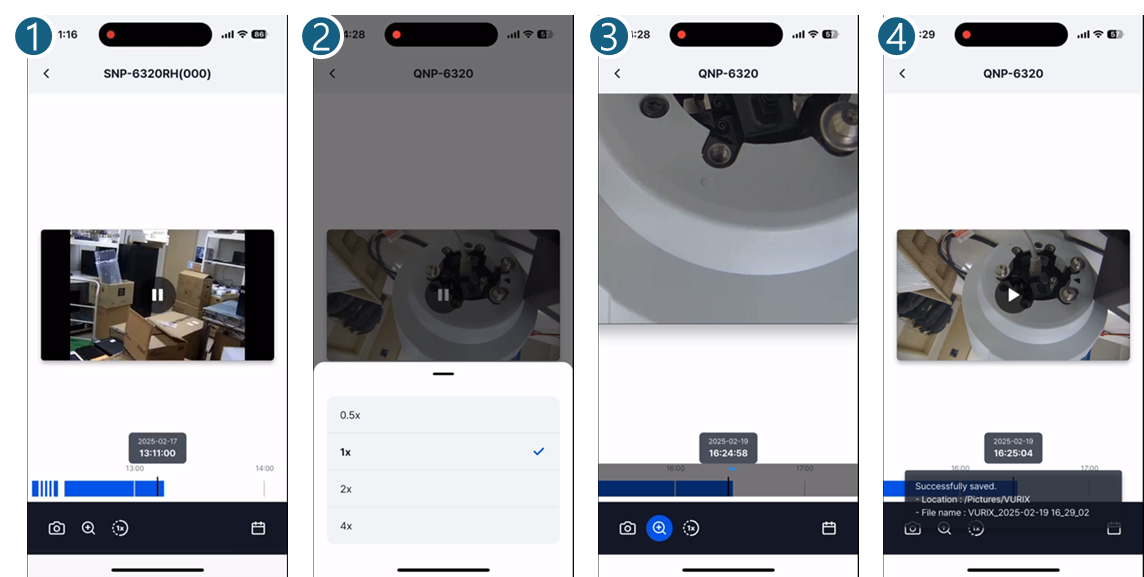 1
1:16
86
SNP-6320RH(000)
2025-02-17
13:11:00
13:00
14:00
1x
2
4:28
QNP-6320
0.5x
1x
2x
4x
3
:28
QNP-6320
2025-02-19
16:24:58
16:00
17:00
1x
4
:29
QNP-6320
2025-02-19
16:25:04
16:00
17:00
Successfully saved.
- Location : /Pictures/VURIX
- File name : VURIX_2025-02-19 16_29_02
1x